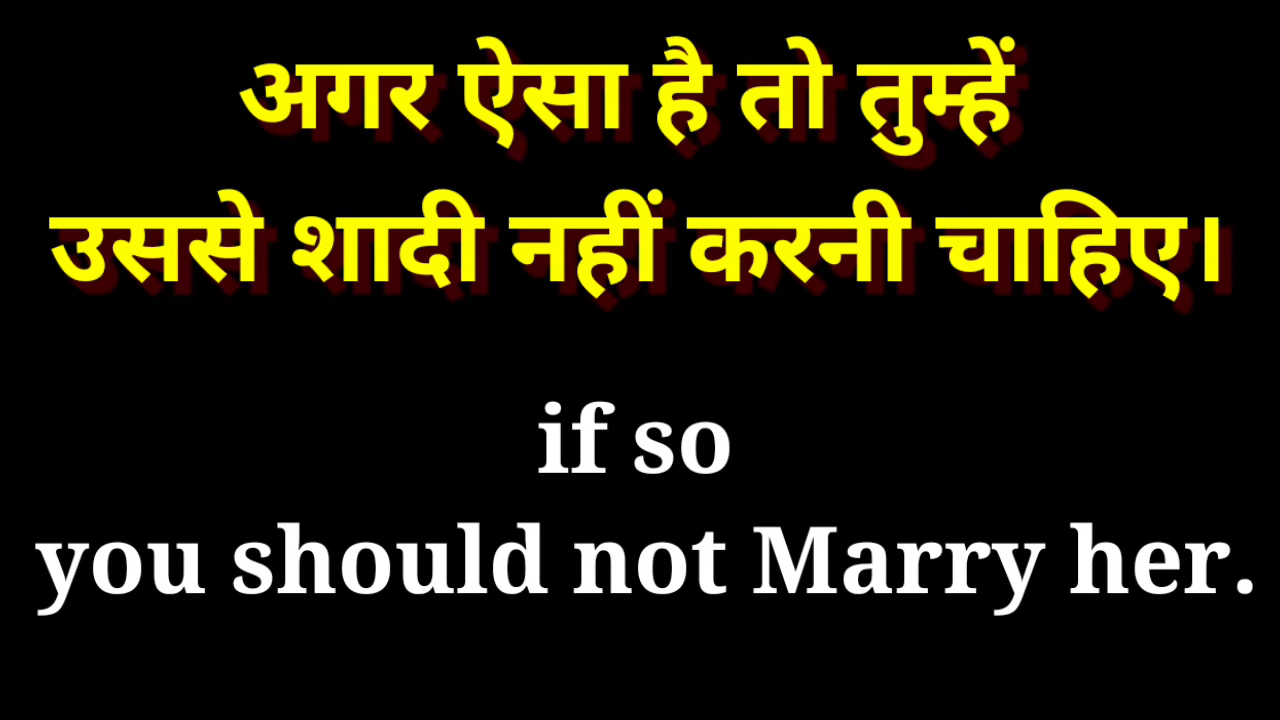 अगर ऐसा है तो तुम्हें
उससे शादी नहीं करनी चाहिए।
if so
you should not Marry her.